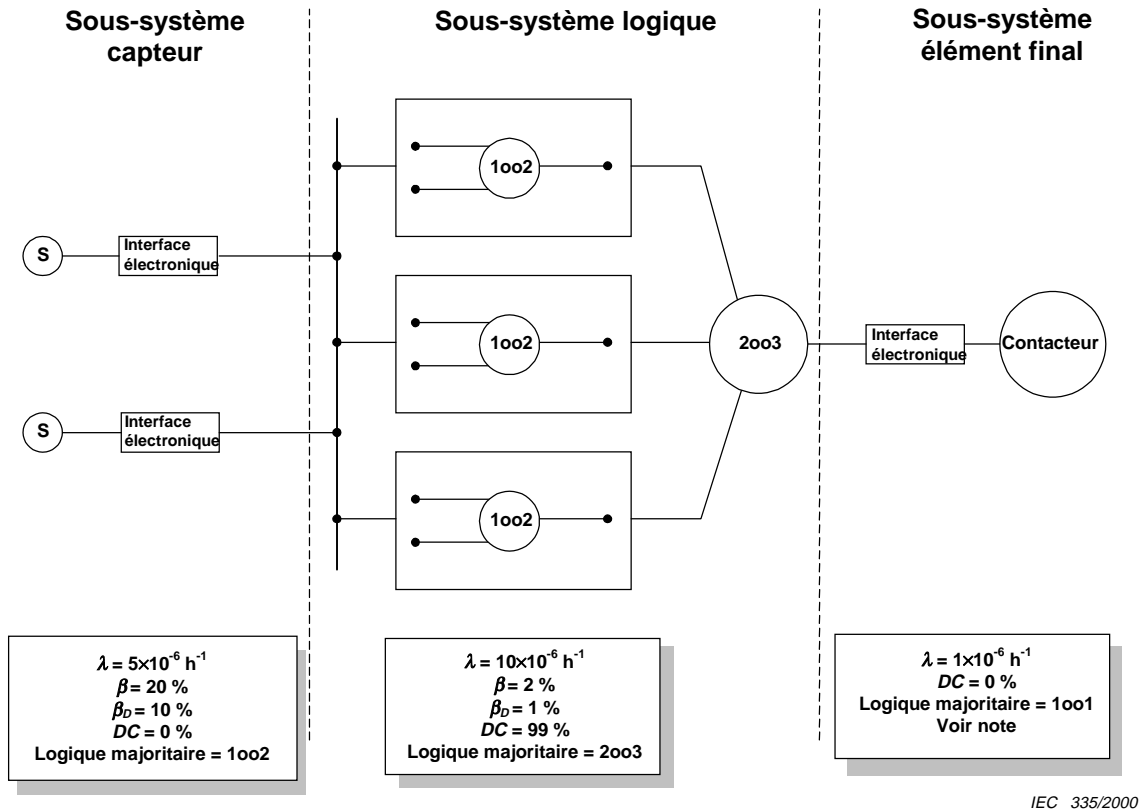 Sous-système
capteur
Sous-système logique
Sous-système
élément final
1oo2
S
Interface
électronique
1oo2
2oo3
Interface
électronique
Contacteur
S
Interface
électronique
1oo2
λ = 5×10⁻⁶ h⁻¹
β = 20 %
β_D = 10 %
DC = 0 %
Logique majoritaire = 1oo2
λ = 10×10⁻⁶ h⁻¹
β = 2 %
β_D = 1 %
DC = 99 %
Logique majoritaire = 2oo3
λ = 1×10⁻⁶ h⁻¹
DC = 0 %
Logique majoritaire = 1oo1
Voir note
IEC 335/2000